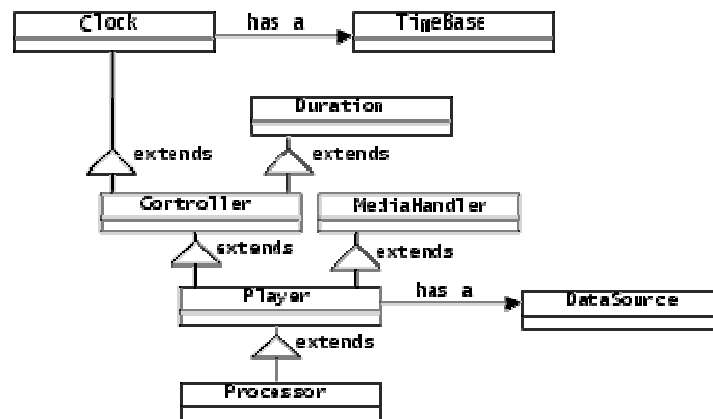 Clock
has a
TimeBase
Duration
extends
extends
Controller
MediaHandler
extends
extends
Player
has a
DataSource
extends
Processor